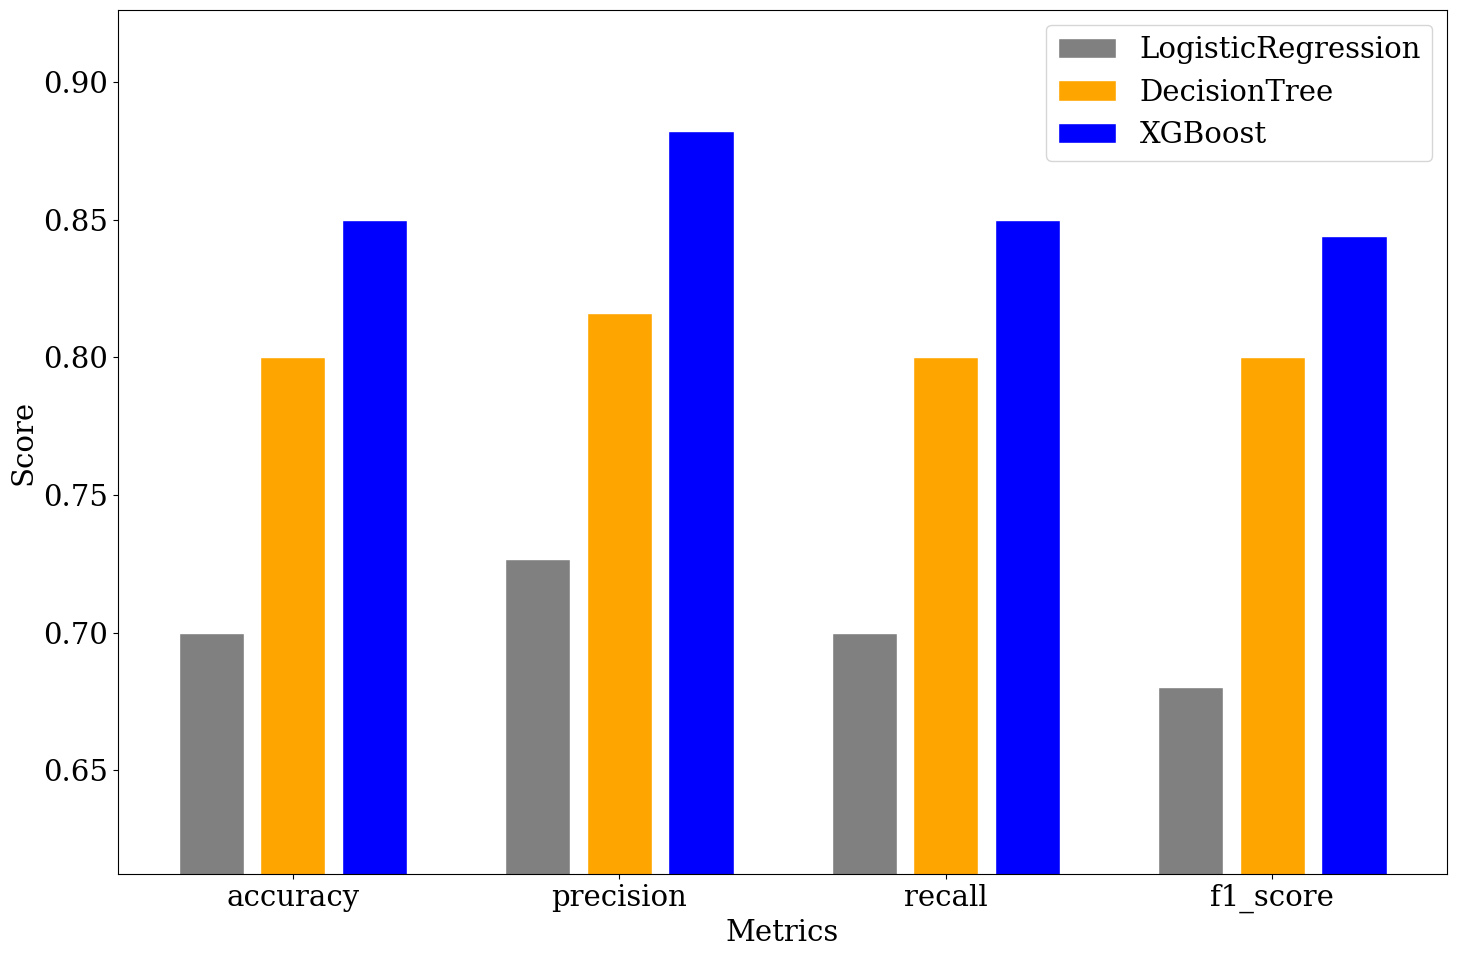 LogisticRegression
DecisionTree
XGBoost
0.90
0.85
0.80
0.75
0.70
0.65
Score
accuracy precision recall f1_score
Metrics